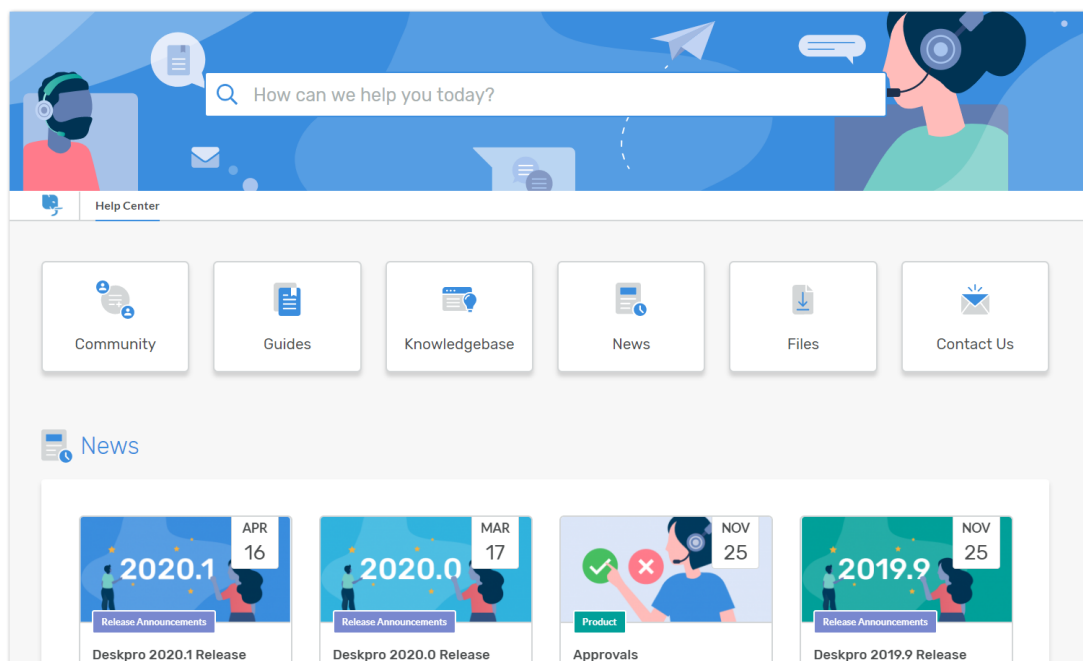 How can we help you today?
Help Center
Community
Guides
Knowledgebase
News
Files
Contact Us
News
APR
16
2020.1
Release Announcements
Deskpro 2020.1 Release
MAR
17
2020.0
Release Announcements
Deskpro 2020.0 Release
NOV
25
Product
Approvals
NOV
25
2019.9
Release Announcements
Deskpro 2019.9 Release